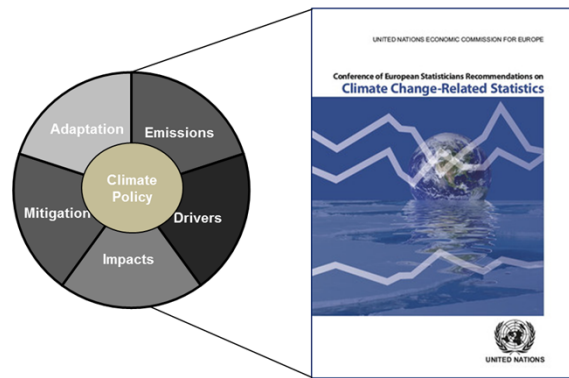 Adaptation
Emissions
Climate
Policy
Mitigation
Drivers
Impacts
UNITED NATIONS ECONOMIC COMMISSION FOR EUROPE
Conference of European Statisticians Recommendations on
Climate Change-Related Statistics
UNITED NATIONS